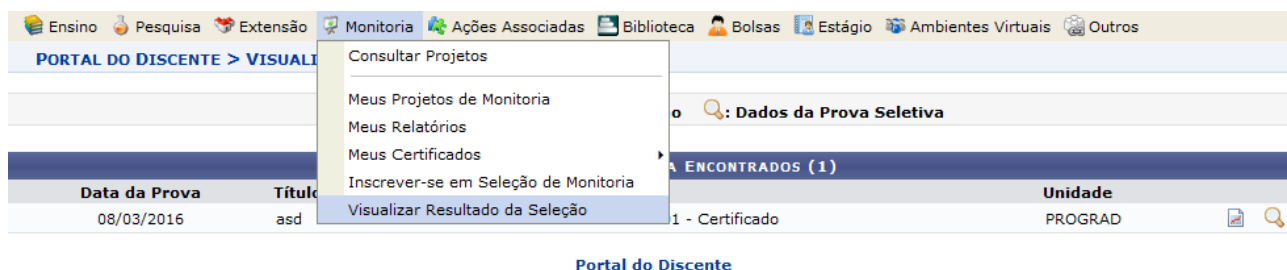 Ensino Pesquisa Extensão Monitoria Ações Associadas Biblioteca Bolsas Estágio Ambientes Virtuais Outros
PORTAL DO DISCENTE > VISUALI
Consultar Projetos
Meus Projetos de Monitoria
Meus Relatórios
Meus Certificados
Inscrever-se em Seleção de Monitoria
Visualizar Resultado da Seleção
: Dados da Prova Seletiva
ENCONTRADOS (1)
Data da Prova Título Unidade
08/03/2016 asd 1 - Certificado PROGRAD
Portal do Discente